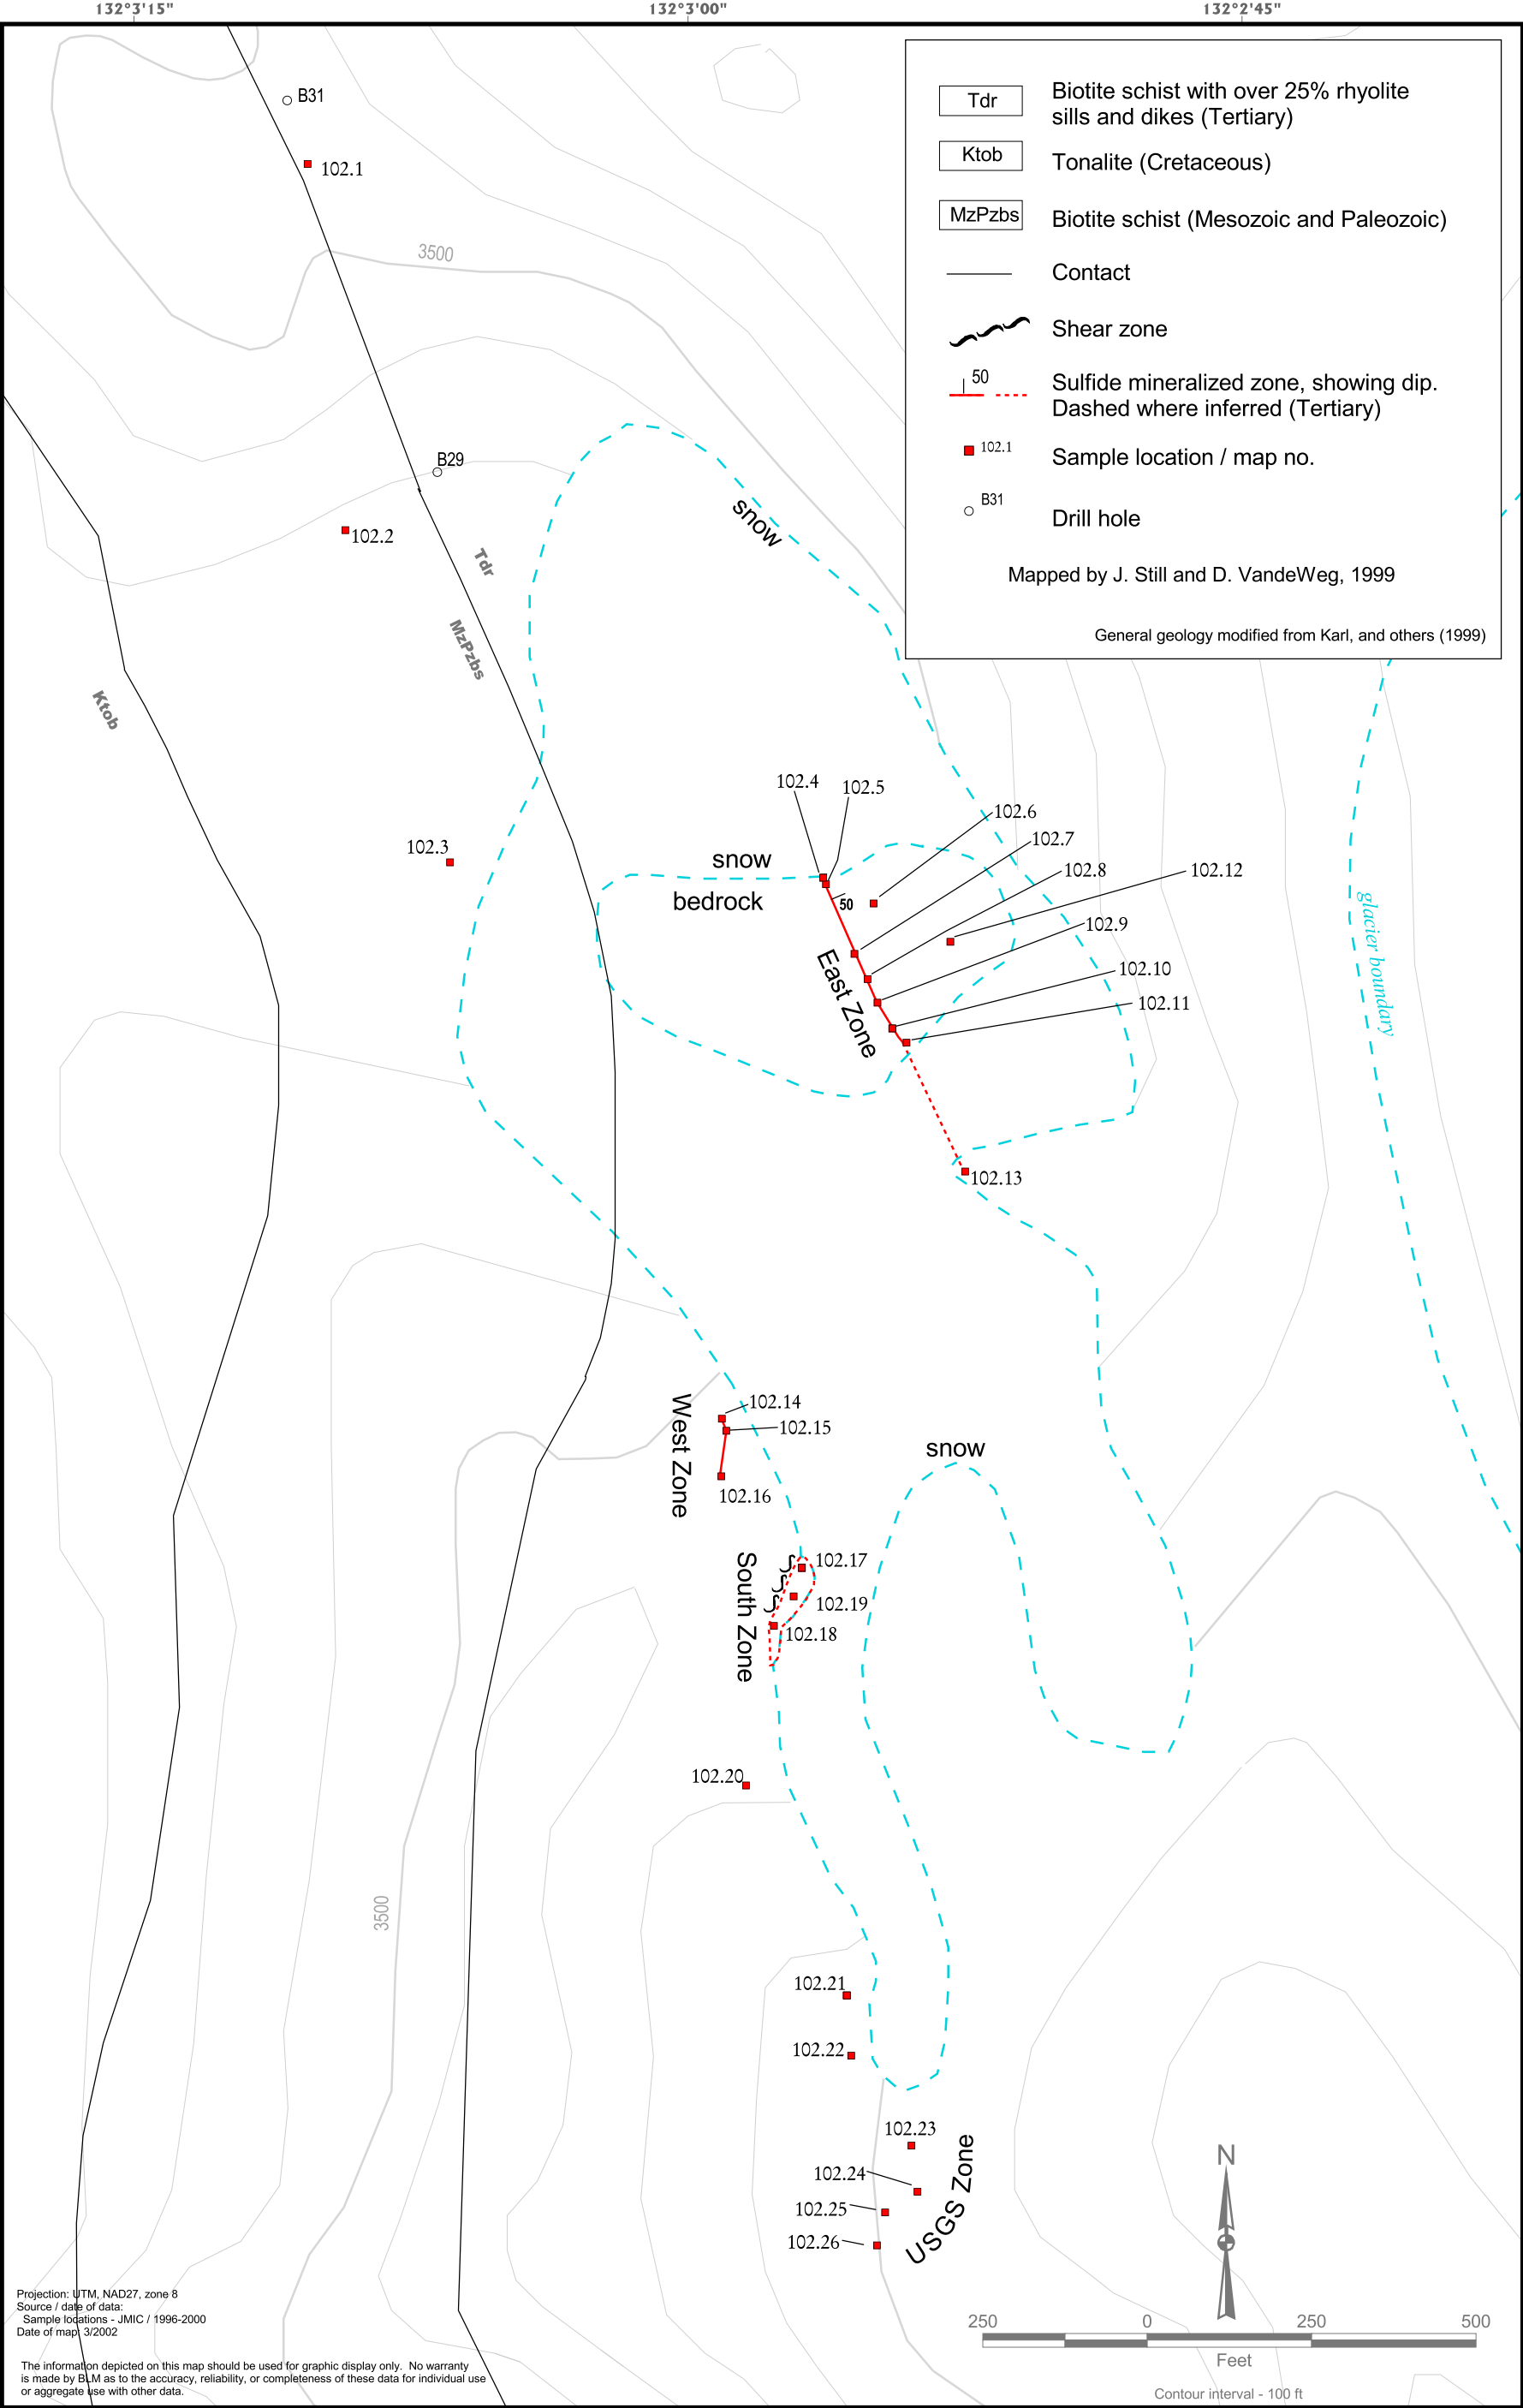 132°3'15"
132°3'00"
132°2'45"
Tdr
Biotite schist with over 25% rhyolite
sills and dikes (Tertiary)
Ktob
Tonalite (Cretaceous)
MzPzbs
Biotite schist (Mesozoic and Paleozoic)
Contact
Shear zone
50
Sulfide mineralized zone, showing dip.
Dashed where inferred (Tertiary)
102.1
Sample location / map no.
B31
Drill hole
Mapped by J. Still and D. VandeWeg, 1999
General geology modified from Karl, and others (1999)
B31
102.1
3500
B29
102.2
snow
Tdr
MzPzbs
Ktob
102.4
102.5
102.6
102.7
102.3
snow
102.8
102.12
bedrock
50
102.9
glacier boundary
East Zone
102.10
102.11
102.13
West Zone
102.14
102.15
snow
102.16
South Zone
102.17
102.19
102.18
102.20
3500
102.21
102.22
102.23
USGS Zone
102.24
102.25
102.26
N
Projection: UTM, NAD27, zone 8
Source / date of data:
Sample locations - JMIC / 1996-2000
Date of map: 3/2002
250
0
250
500
Feet
The information depicted on this map should be used for graphic display only. No warranty
is made by BLM as to the accuracy, reliability, or completeness of these data for individual use
or aggregate use with other data.
Contour interval - 100 ft